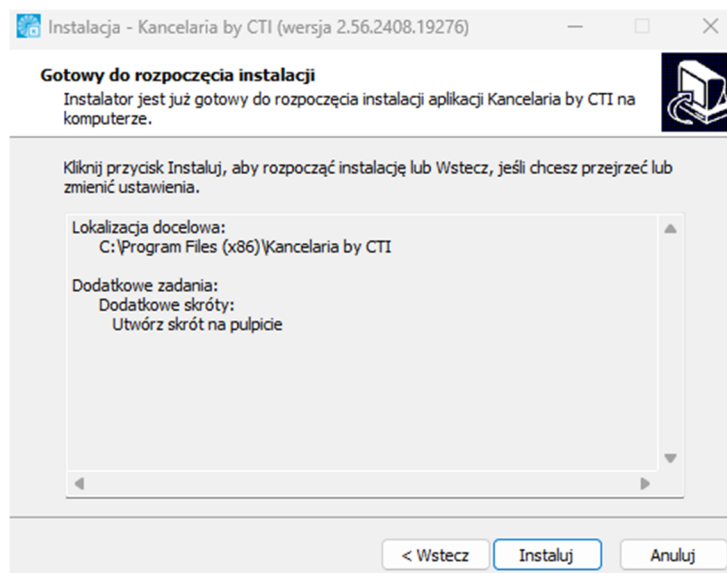 Instalacja - Kancelaria by CTI (wersja 2.56.2408.19276)
Gotowy do rozpoczęcia instalacji
Instalator jest już gotowy do rozpoczęcia instalacji aplikacji Kancelaria by CTI na
komputerze.
Kliknij przycisk Instaluj, aby rozpocząć instalację lub Wstecz, jeśli chcesz przejrzeć lub
zmienić ustawienia.
Lokalizacja docelowa:
C:\Program Files (x86)\Kancelaria by CTI
Dodatkowe zadania:
Dodatkowe skróty:
Utwórz skrót na pulpicie
< Wstecz Instaluj Anuluj